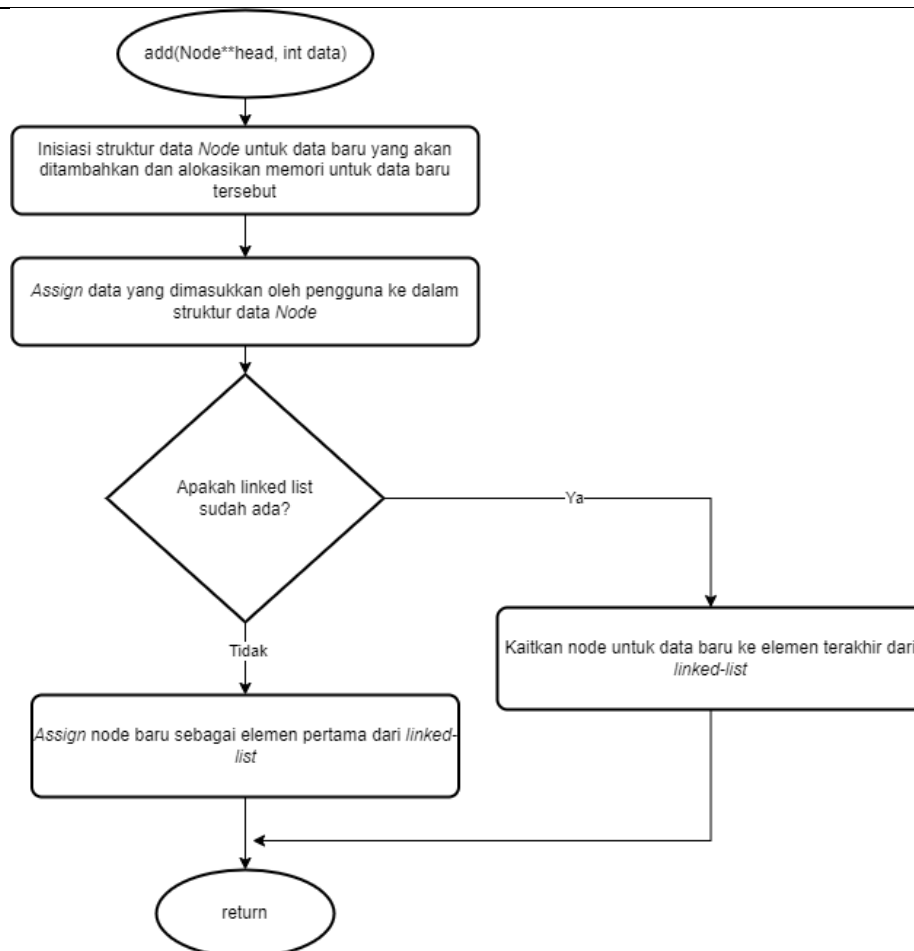 add(Node**head, int data)
Inisiasi struktur data Node untuk data baru yang akan
ditambahkan dan alokasikan memori untuk data baru
tersebut
Assign data yang dimasukkan oleh pengguna ke dalam
struktur data Node
Apakah linked list
sudah ada?
Ya
Tidak
Kaitkan node untuk data baru ke elemen terakhir dari
linked-list
Assign node baru sebagai elemen pertama dari linked-
list
return